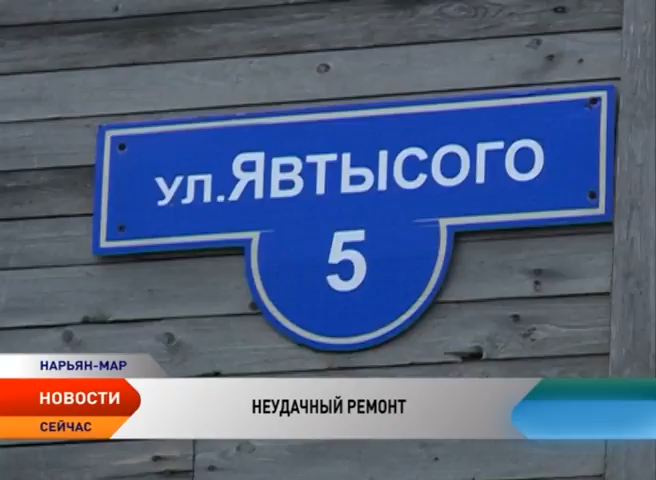 ул.ЯВТЫСОГО
5
НАРЬЯН-МАР
НОВОСТИ
СЕЙЧАС
НЕУДАЧНЫЙ РЕМОНТ